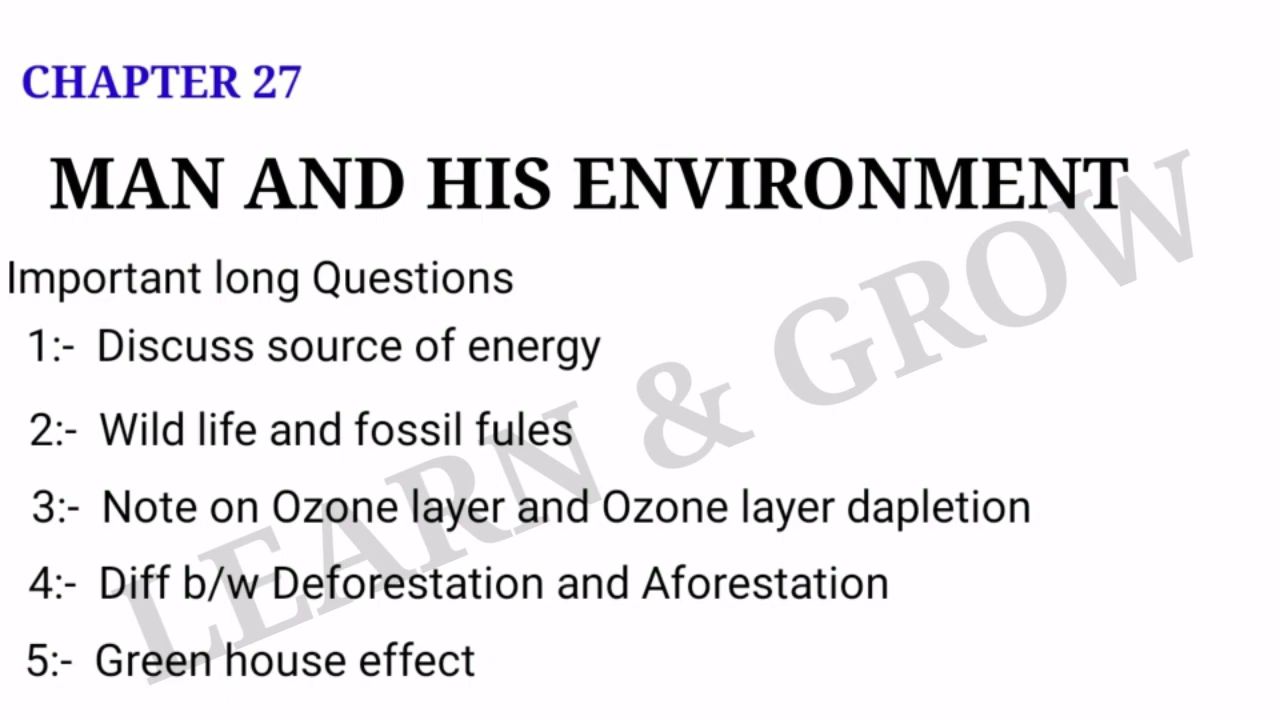 CHAPTER 27
MAN AND HIS ENVIRONMENT
Important long Questions
1:- Discuss source of energy
2:- Wild life and fossil fules
3:- Note on Ozone layer and Ozone layer dapletion
4:- Diff b/w Deforestation and Aforestation
5:- Green house effect
LEARN & GROW